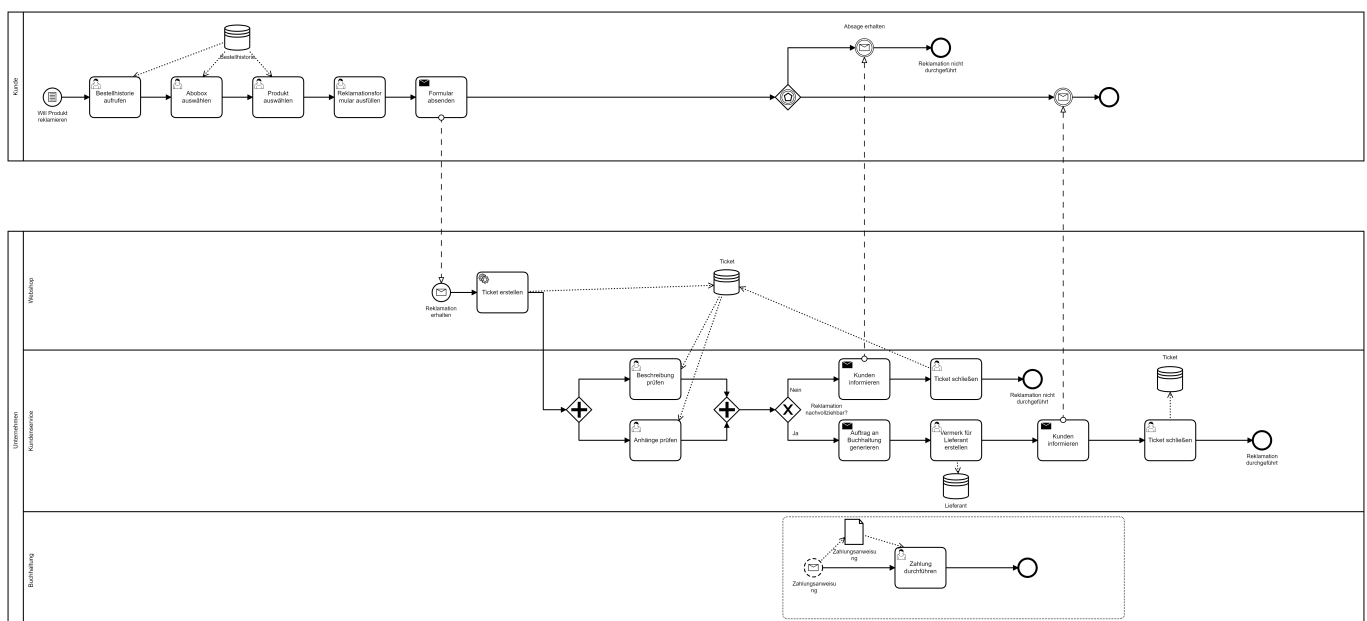 Kunde
Bestellhistorie
Absage erhalten
Will Produkt
reklamieren
Bestellhistorie
aufrufen
Abobox
auswählen
Produkt
auswählen
Reklamationsfor
mular ausfüllen
Formular
absenden
Reklamation nicht
durchgeführt
Unternehmen
Webshop
Reklamation
erhalten
Ticket erstellen
Ticket
Kundenservice
Beschreibung
prüfen
Anhänge prüfen
Reklamation
nachvollziehbar?
Nein
Ja
Kunden
informieren
Ticket schließen
Reklamation nicht
durchgeführt
Auftrag an
Buchhaltung
generieren
Vermerk für
Lieferant
erstellen
Lieferant
Kunden
informieren
Ticket
Ticket schließen
Reklamation
durchgeführt
Buchhaltung
Zahlungsanweisu
ng
Zahlungsanweisu
ng
Zahlung
durchführen